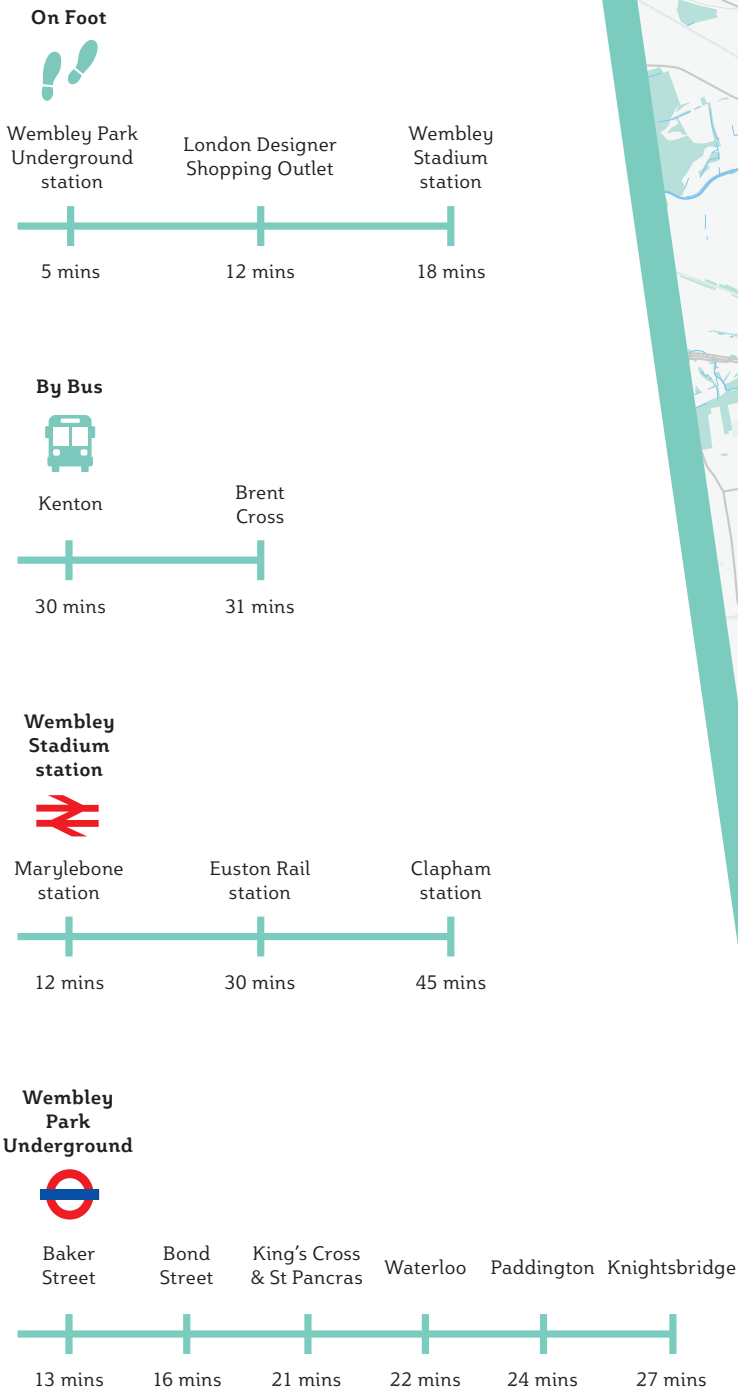 On Foot
Wembley Park
Underground
station
London Designer
Shopping Outlet
Wembley
Stadium
station
5 mins
12 mins
18 mins
By Bus
Kenton
Brent
Cross
30 mins
31 mins
Wembley
Stadium
station
Marylebone
station
Euston Rail
station
Clapham
station
12 mins
30 mins
45 mins
Wembley
Park
Underground
Baker
Street
Bond
Street
King's Cross
& St Pancras
Waterloo
Paddington
Knightsbridge
13 mins
16 mins
21 mins
22 mins
24 mins
27 mins